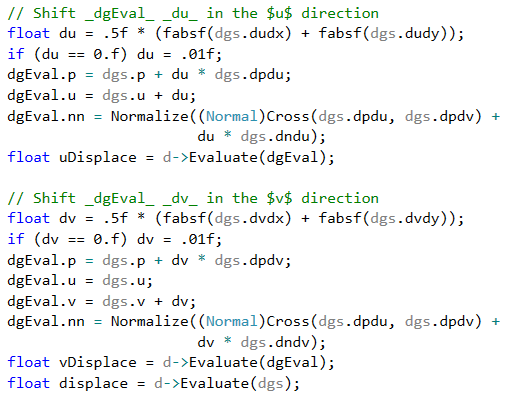 // Shift _dgEval_ _du_ in the $u$ direction
float du = .5f * (fabsf(dgs.dudx) + fabsf(dgs.dudy));
if (du == 0.f) du = .01f;
dgEval.p = dgs.p + du * dgs.dpdu;
dgEval.u = dgs.u + du;
dgEval.nn = Normalize((Normal)Cross(dgs.dpdu, dgs.dpdv) +
du * dgs.dndu);
float uDisplace = d->Evaluate(dgEval);
// Shift _dgEval_ _dv_ in the $v$ direction
float dv = .5f * (fabsf(dgs.dvdx) + fabsf(dgs.dvdy));
if (dv == 0.f) dv = .01f;
dgEval.p = dgs.p + dv * dgs.dpdv;
dgEval.u = dgs.u;
dgEval.v = dgs.v + dv;
dgEval.nn = Normalize((Normal)Cross(dgs.dpdu, dgs.dpdv) +
dv * dgs.dndv);
float vDisplace = d->Evaluate(dgEval);
float displace = d->Evaluate(dgs);